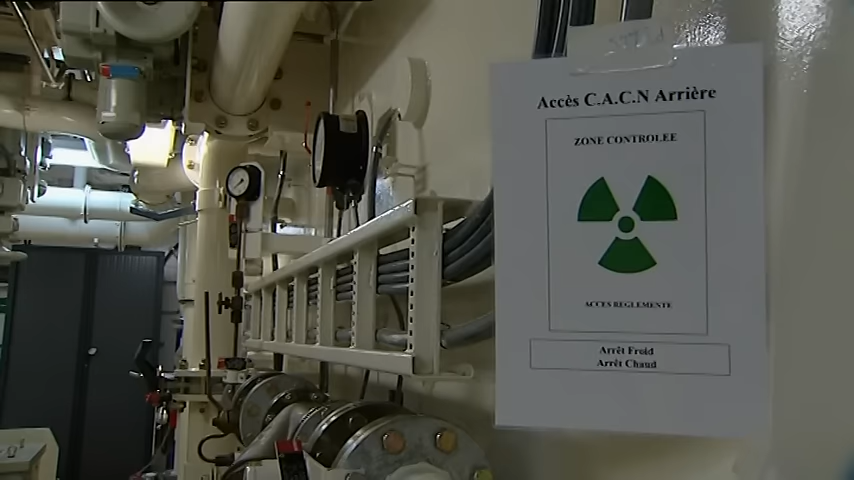 Accès C.A.C.N Arrière
ZONE CONTROLEE
ACCES REGLEMENTE
Arrêt Froid
Arrêt Chaud